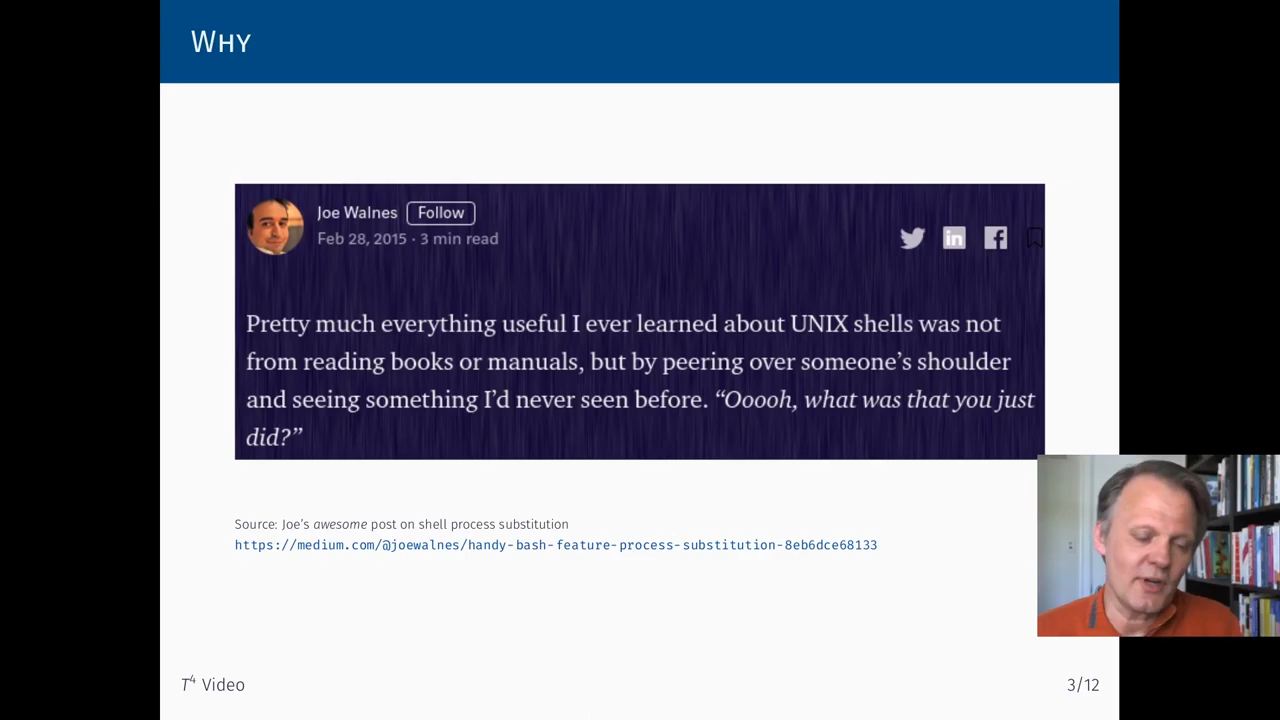 Why
Joe Walnes Follow
Feb 28, 2015 · 3 min read
Pretty much everything useful I ever learned about UNIX shells was not
from reading books or manuals, but by peering over someone’s shoulder
and seeing something I’d never seen before. “Ooooh, what was that you just
did?”
Source: Joe’s awesome post on shell process substitution
https://medium.com/@joewalnes/handy-bash-feature-process-substitution-8eb6dce68133
T⁴ Video
3/12